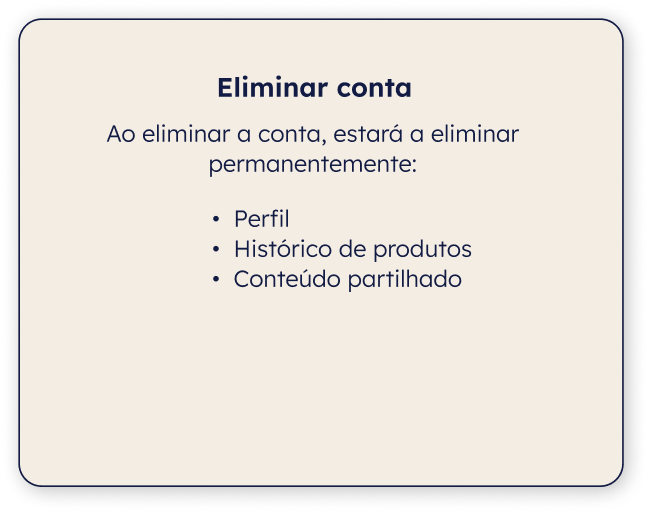 Eliminar conta
Ao eliminar a conta, estará a eliminar
permanentemente:
• Perfil
• Histórico de produtos
• Conteúdo partilhado